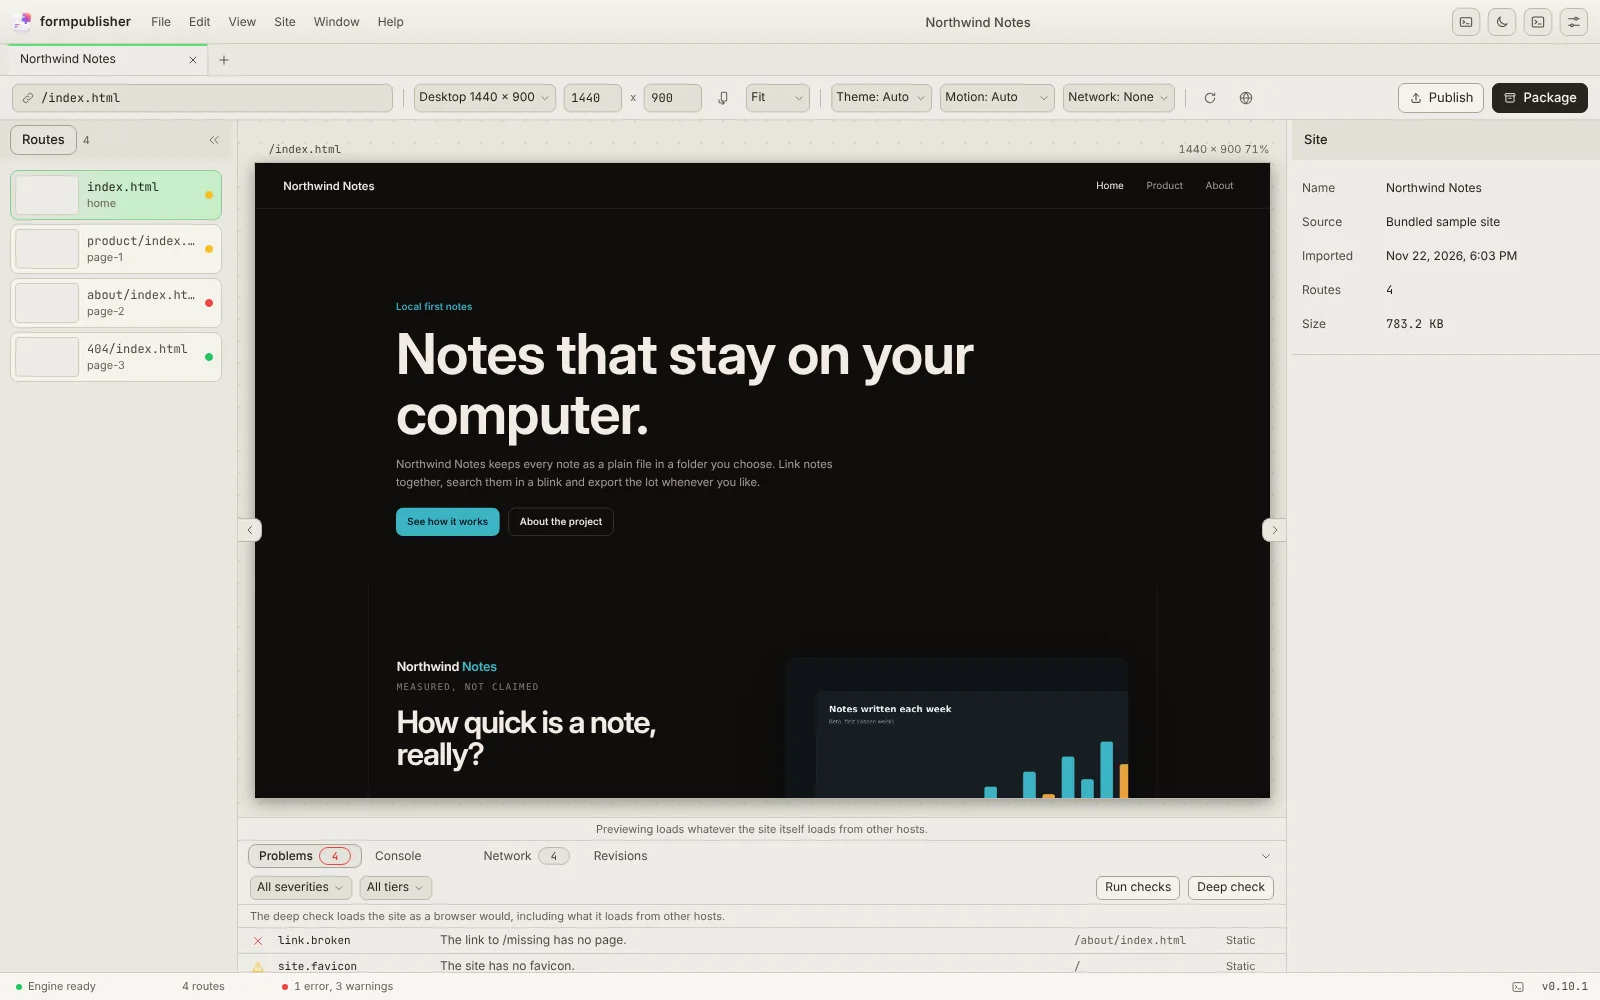 formpublisher File Edit View Site Window Help Northwind Notes
Northwind Notes
/index.html Desktop 1440 × 900 1440 x 900 Fit Theme: Auto Motion: Auto Network: None Publish Package
Routes 4
index.html
home
product/index.…
page-1
about/index.ht…
page-2
404/index.html
page-3
/index.html 1440 × 900 71%
Northwind Notes Home Product About
Local first notes
Notes that stay on your
computer.
Northwind Notes keeps every note as a plain file in a folder you choose. Link notes
together, search them in a blink and export the lot whenever you like.
See how it works About the project
Northwind Notes
MEASURED, NOT CLAIMED
How quick is a note,
really?
Notes written each week
Beta, first sixteen weeks
Previewing loads whatever the site itself loads from other hosts.
Problems 4 Console Network 4 Revisions
All severities All tiers Run checks Deep check
The deep check loads the site as a browser would, including what it loads from other hosts.
link.broken The link to /missing has no page. /about/index.html Static
site.favicon The site has no favicon. / Static
Site
Name Northwind Notes
Source Bundled sample site
Imported Nov 22, 2026, 6:03 PM
Routes 4
Size 783.2 KB
Engine ready 4 routes 1 error, 3 warnings v0.10.1